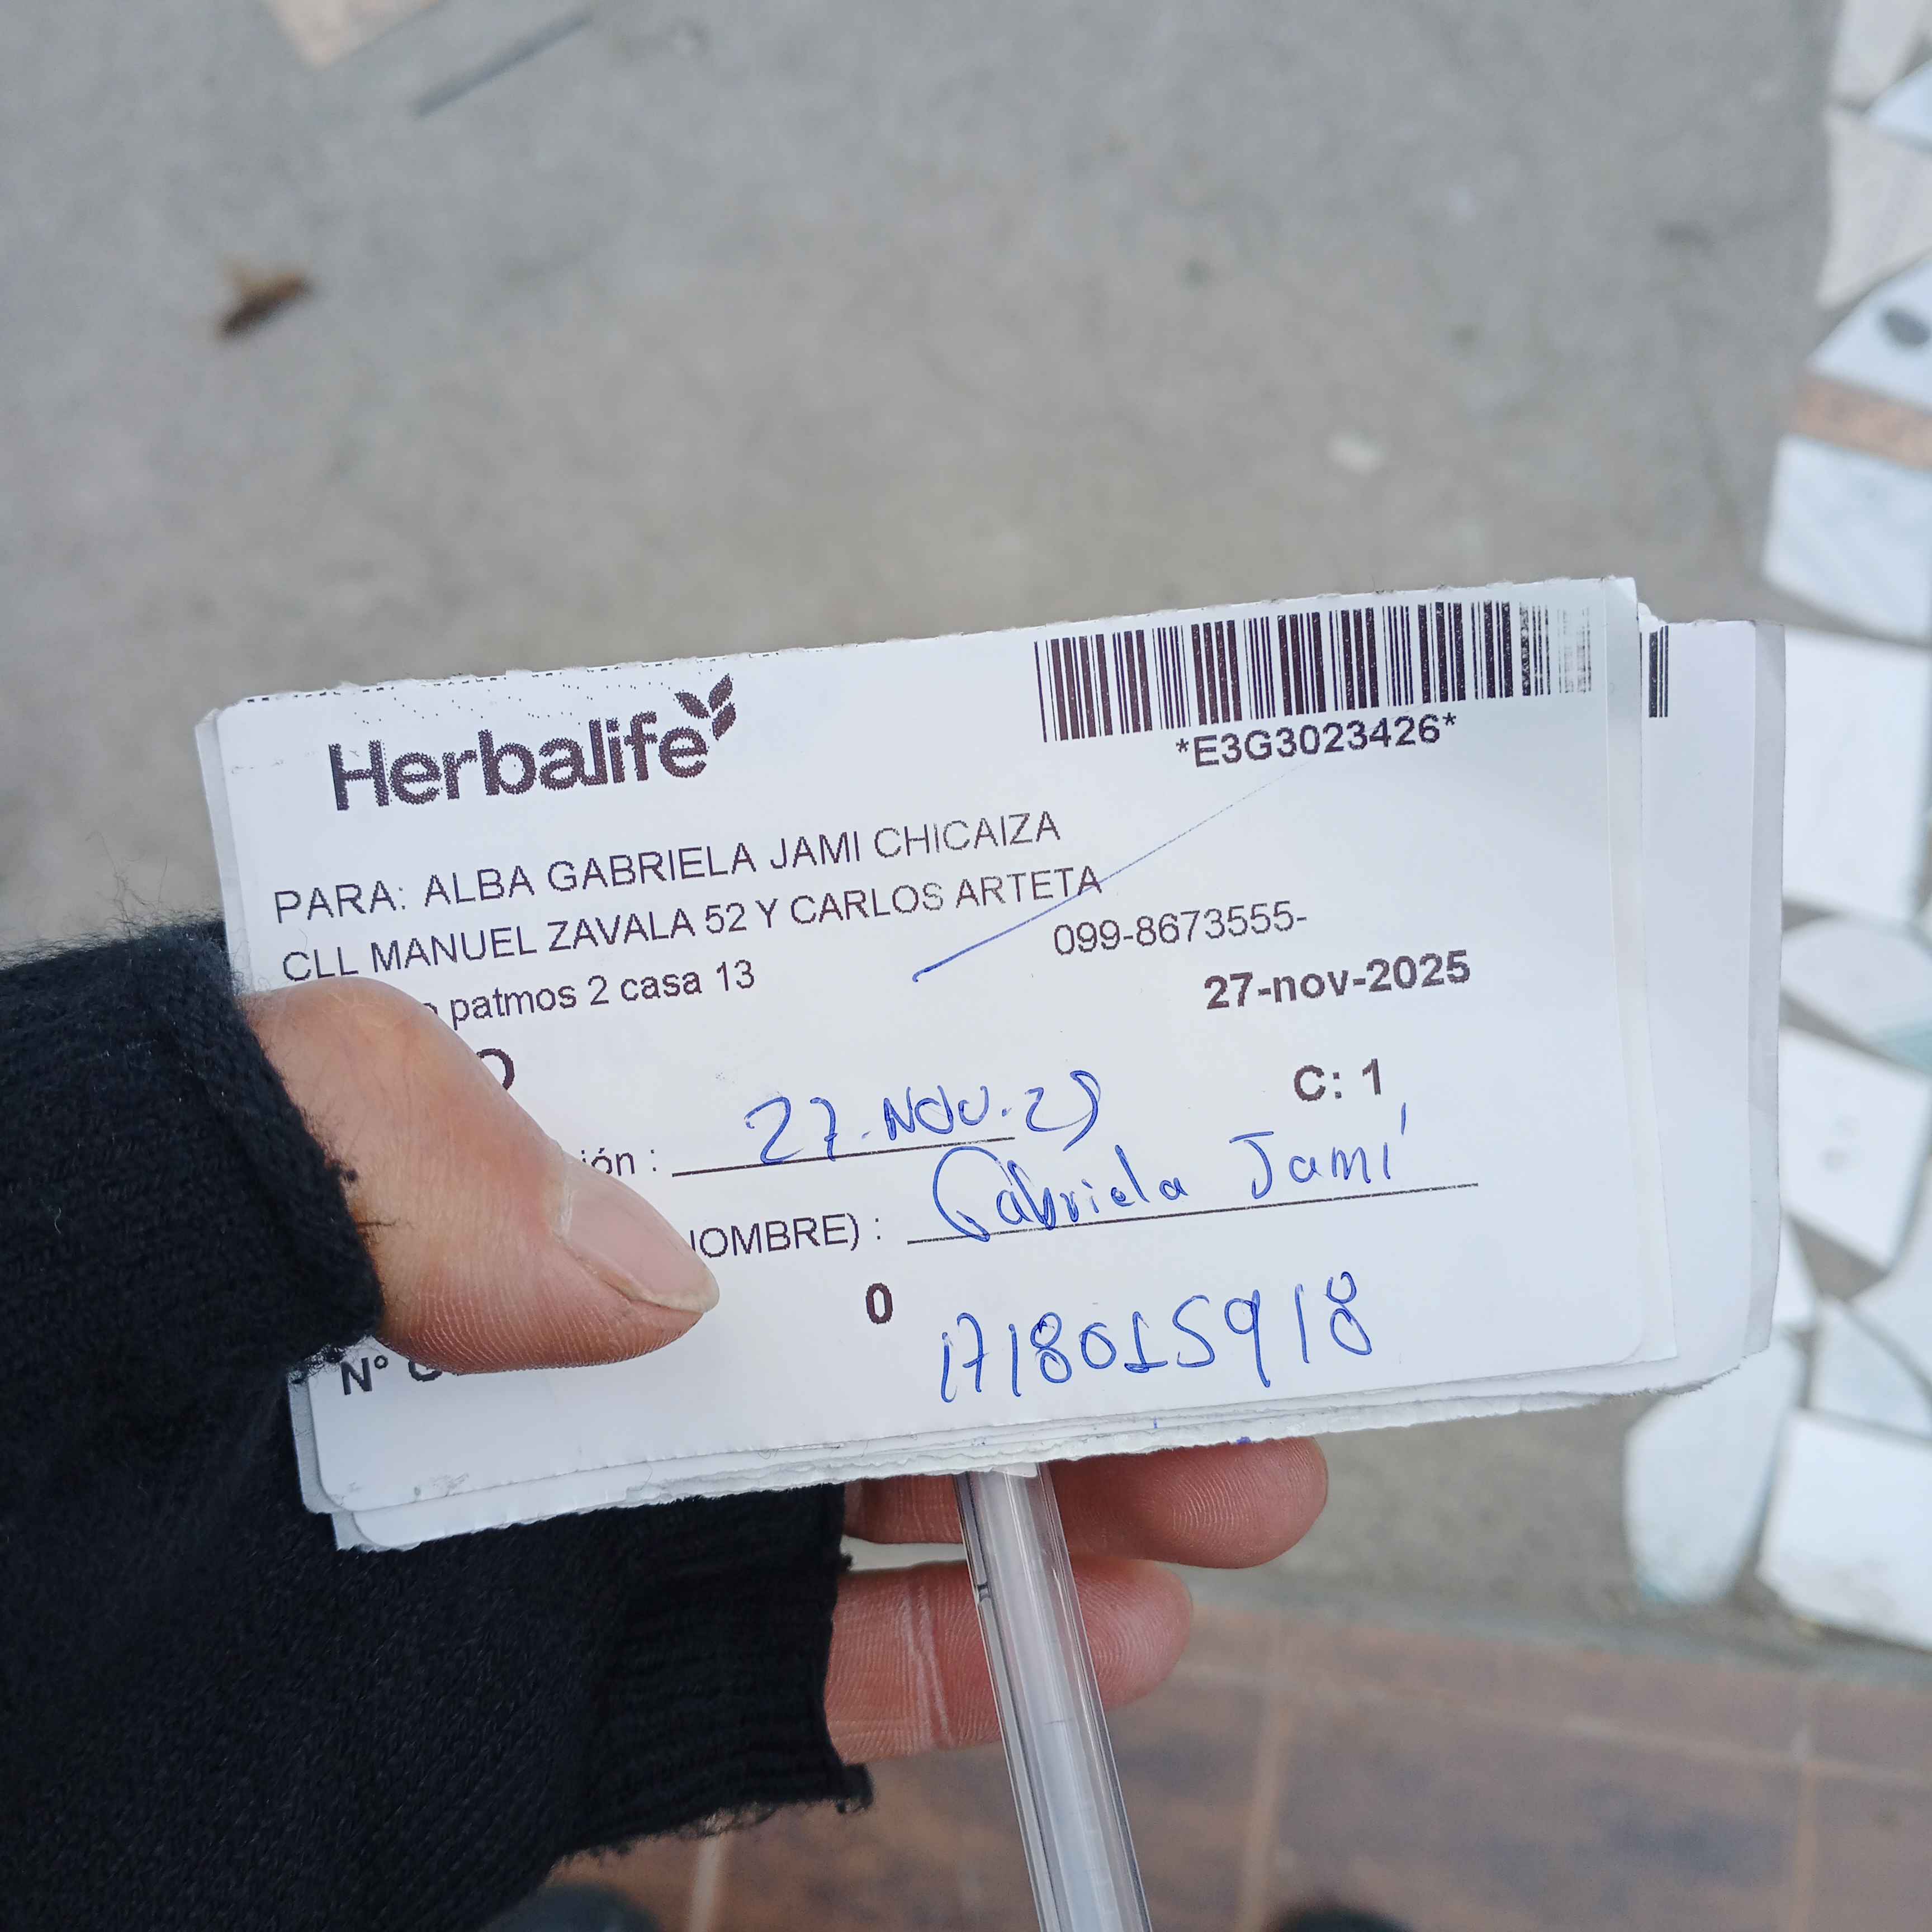 Herbalife
*E3G3023426*
PARA: ALBA GABRIELA JAMI CHICAIZA
CLL MANUEL ZAVALA 52 Y CARLOS ARTETA
patmos 2 casa 13
099-8673555-
27-nov-2025
C: 1
ión : 27.NOV.25
OMBRE) : Gabriela Jamí
0
N°
1718015918